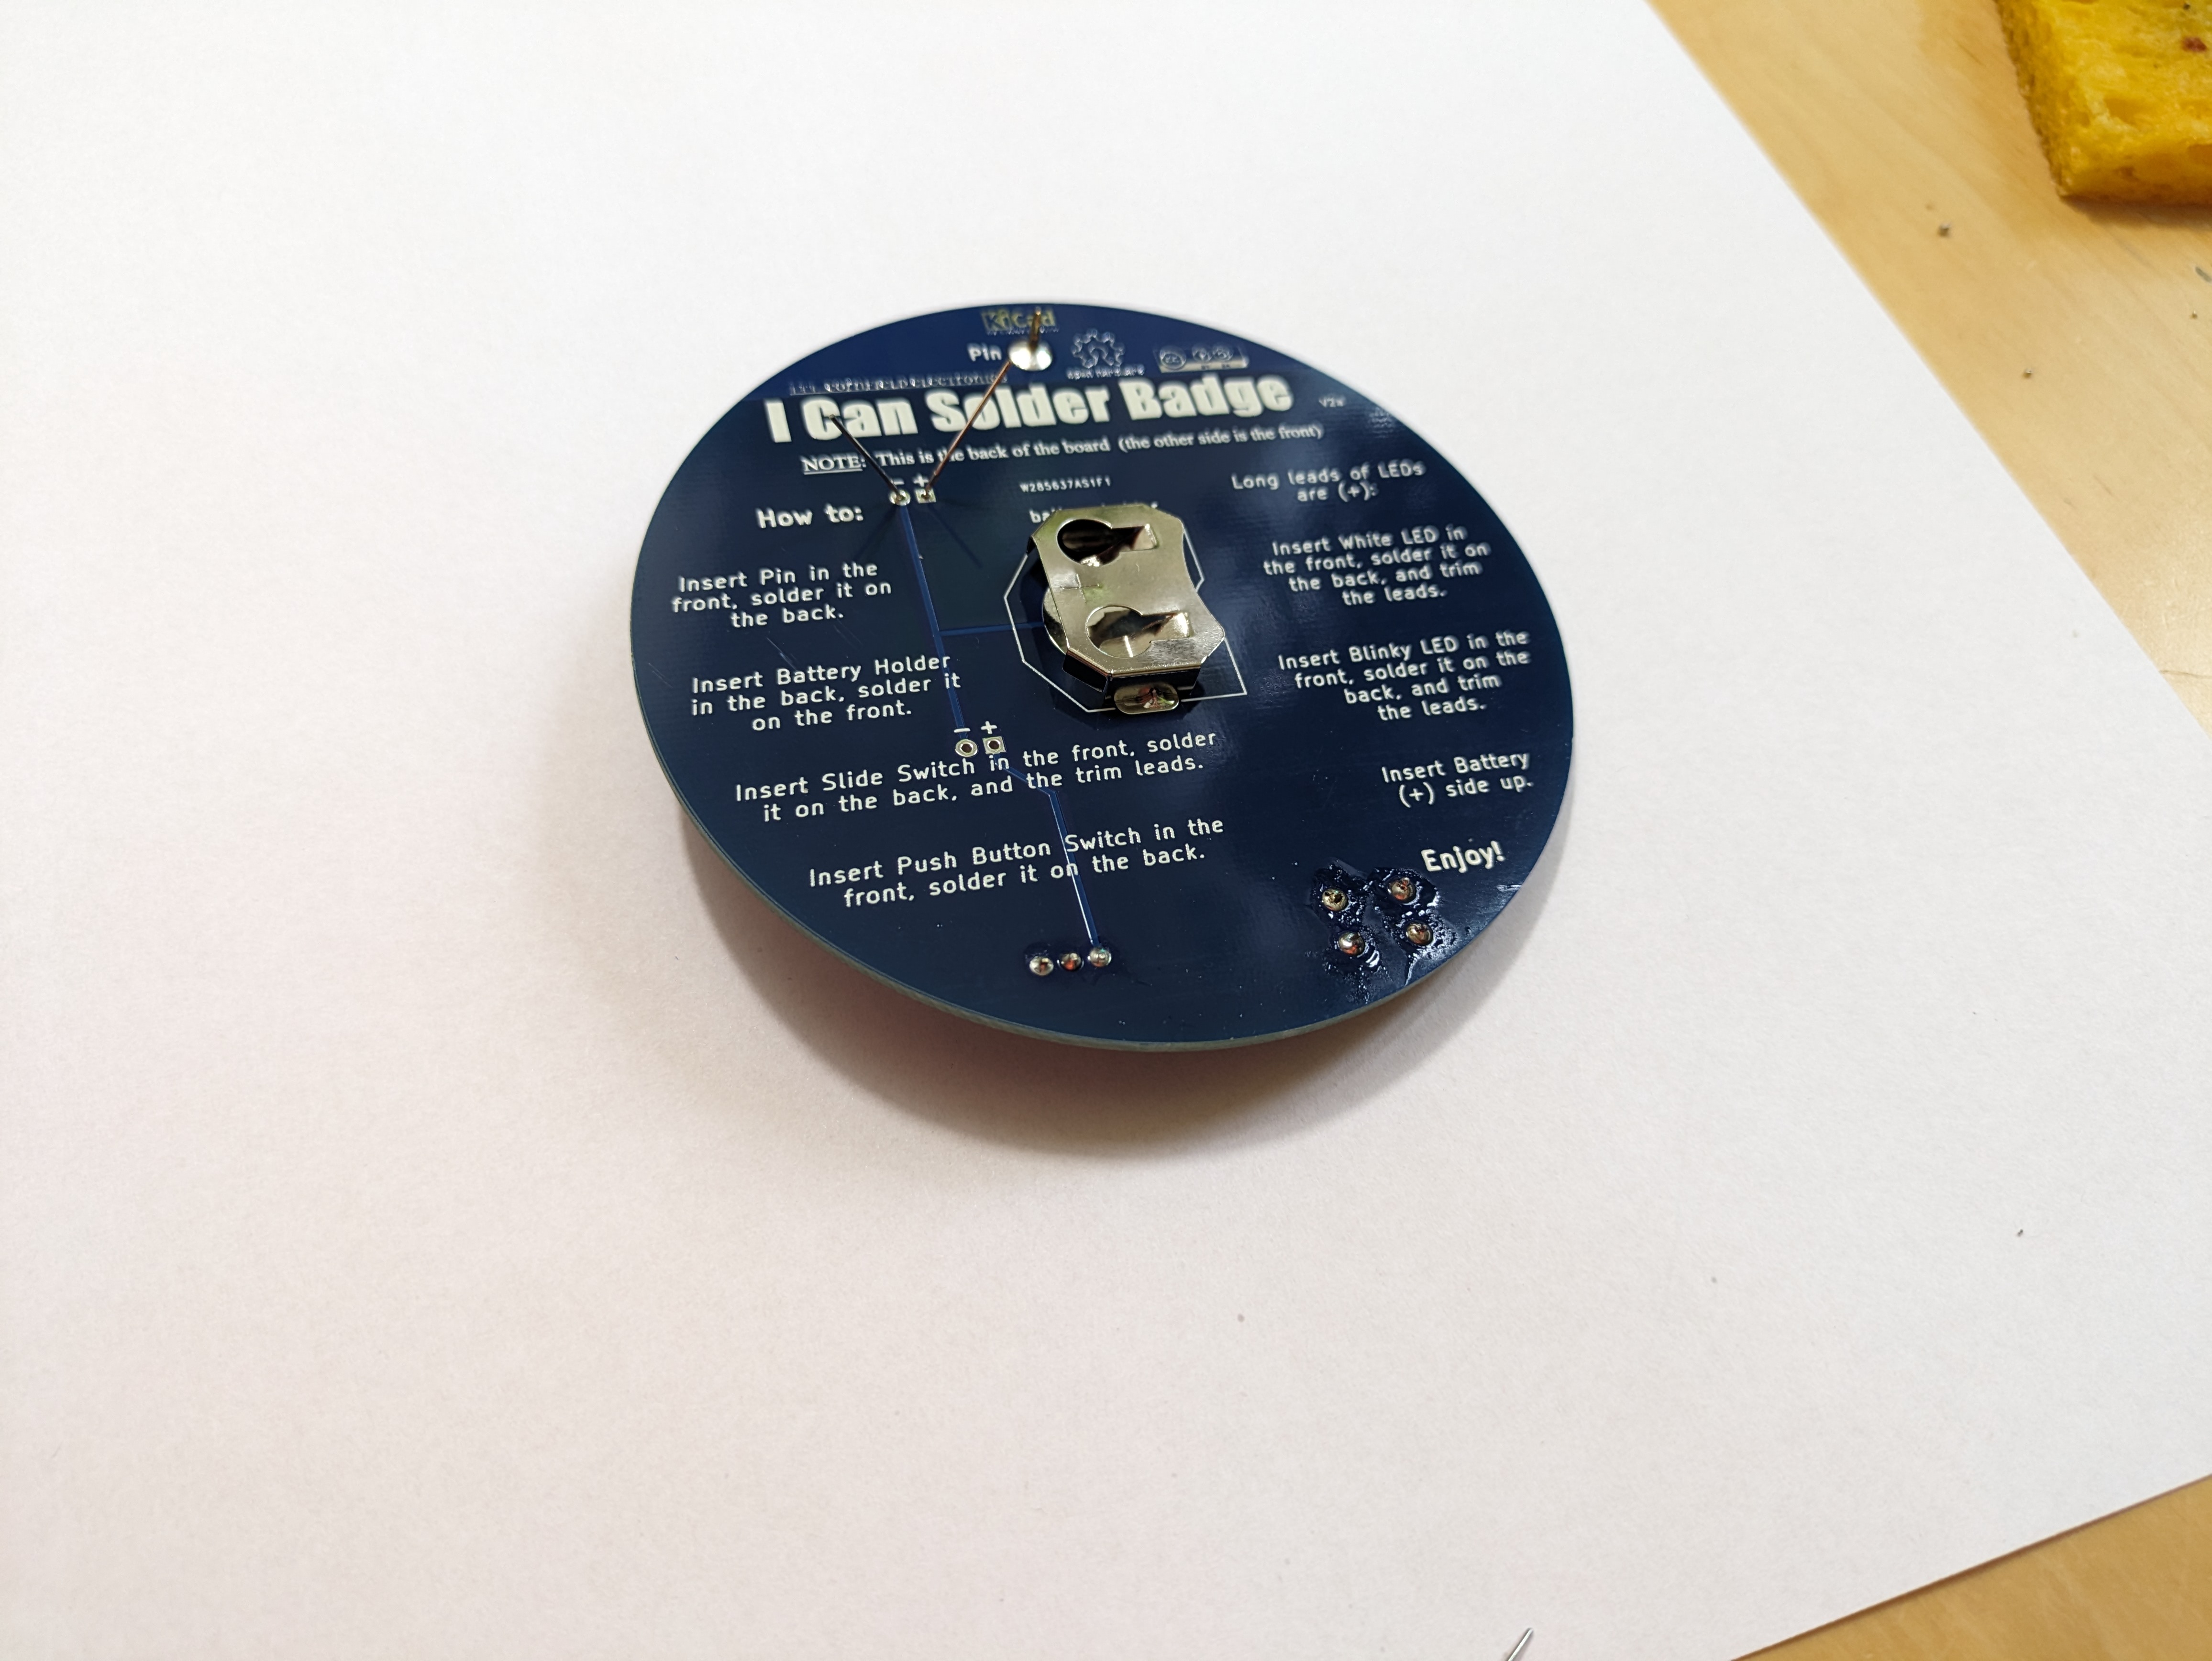 KiCad
Pin
open hardware
I Can Solder Badge
V2w
NOTE: This is the back of the board (the other side is the front)
- +
W285637AS1F1
Long leads of LEDs
are (+):
How to:
Insert Pin in the
front, solder it on
the back.
Insert White LED in
the front, solder it on
the back, and trim
the leads.
Insert Battery Holder
in the back, solder it
on the front.
Insert Blinky LED in the
front, solder it on the
back, and trim
the leads.
- +
Insert Slide Switch in the front, solder
it on the back, and the trim leads.
Insert Battery
(+) side up.
Insert Push Button Switch in the
front, solder it on the back.
Enjoy!